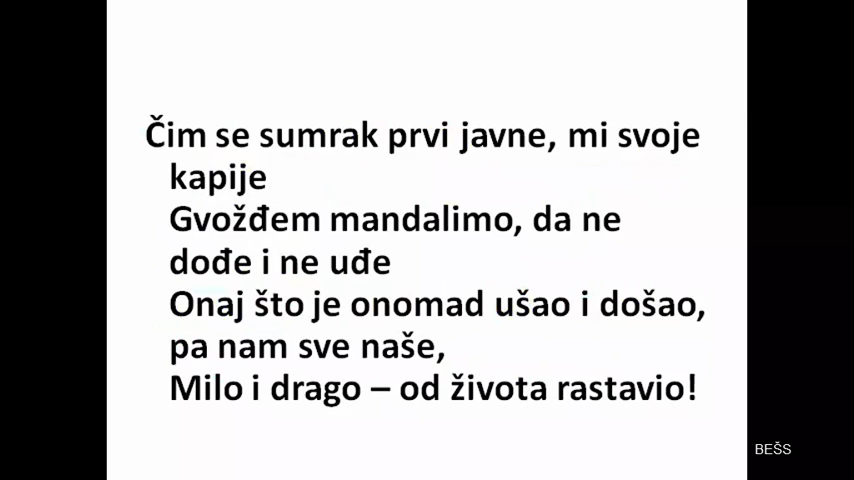 Čim se sumrak prvi javne, mi svoje
kapije
Gvožđem mandalimo, da ne
dođe i ne uđe
Onaj što je onomad ušao i došao,
pa nam sve naše,
Milo i drago – od života rastavio!
BEŠS